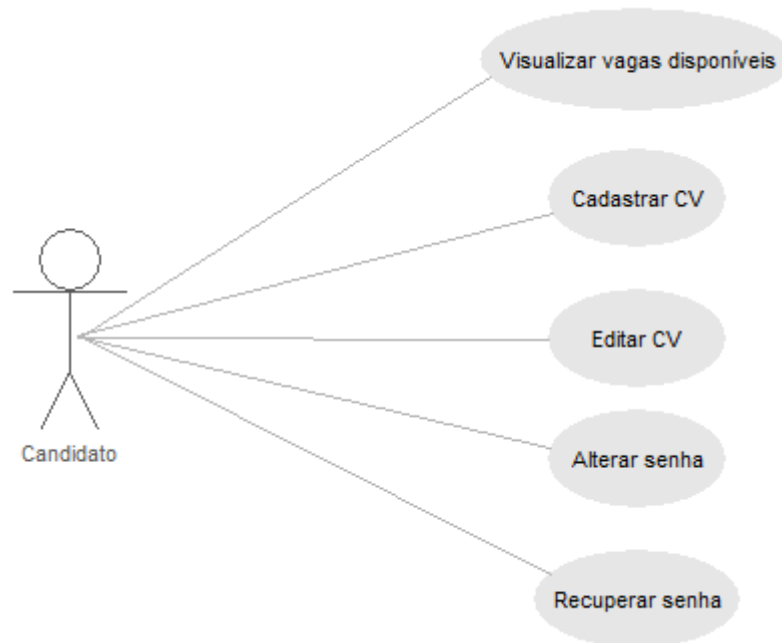 Visualizar vagas disponíveis
Cadastrar CV
Editar CV
Candidato
Alterar senha
Recuperar senha